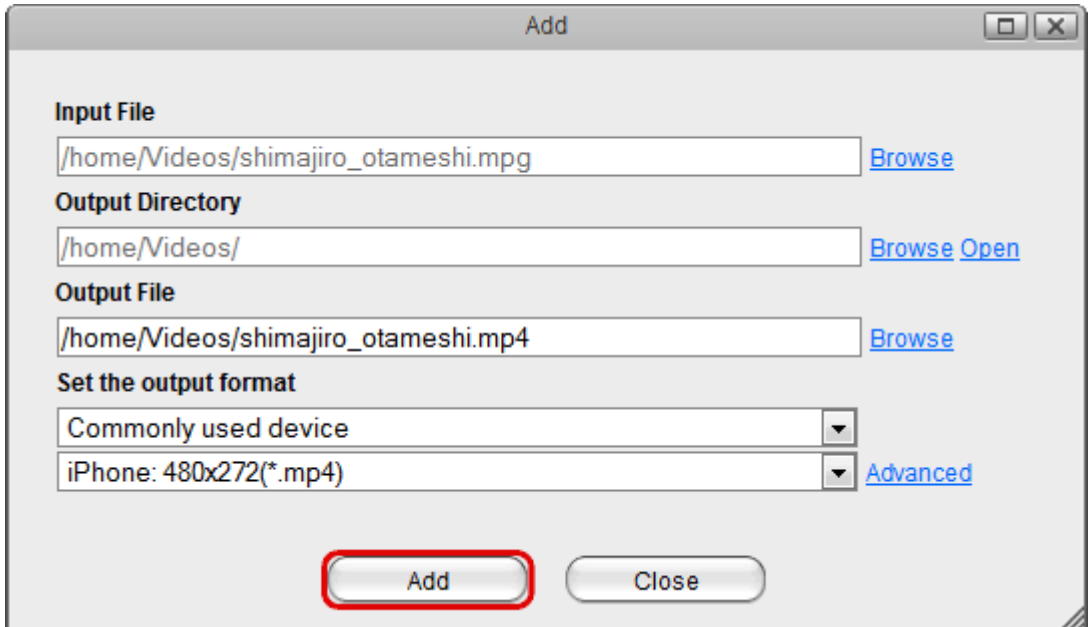 Add
Input File
/home/Videos/shimajiro_otameshi.mpg Browse
Output Directory
/home/Videos/ Browse Open
Output File
/home/Videos/shimajiro_otameshi.mp4 Browse
Set the output format
Commonly used device
iPhone: 480x272(*.mp4) Advanced
Add Close